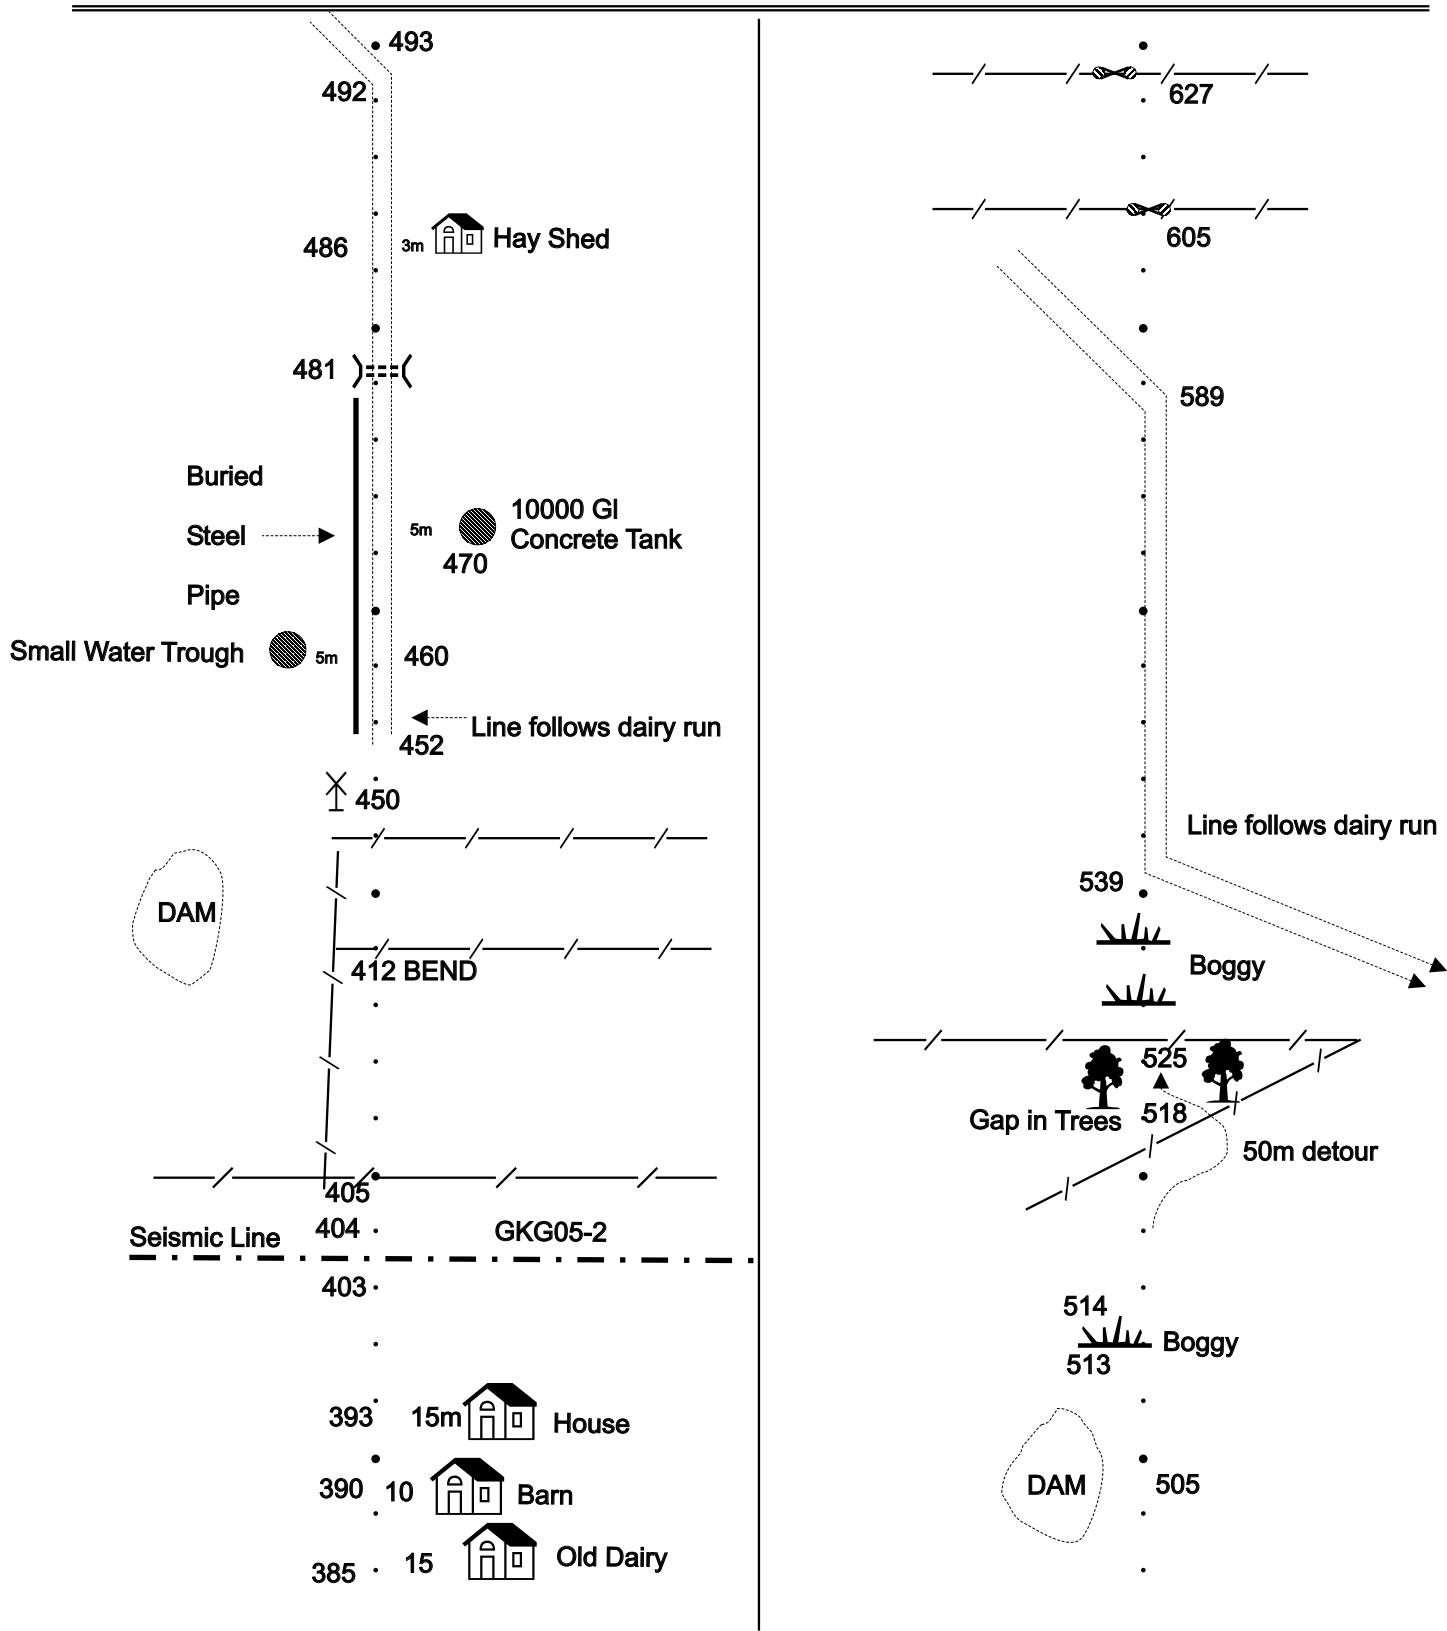 493
492
486
3m
Hay Shed
481
Buried
Steel
Pipe
10000 Gl
Concrete Tank
5m
470
Small Water Trough
5m
460
Line follows dairy run
452
450
DAM
412 BEND
405
404
GKG05-2
Seismic Line
403
393
15m
House
390
10
Barn
385
15
Old Dairy
627
605
589
Line follows dairy run
539
Boggy
525
Gap in Trees
518
50m detour
514
Boggy
513
DAM
505